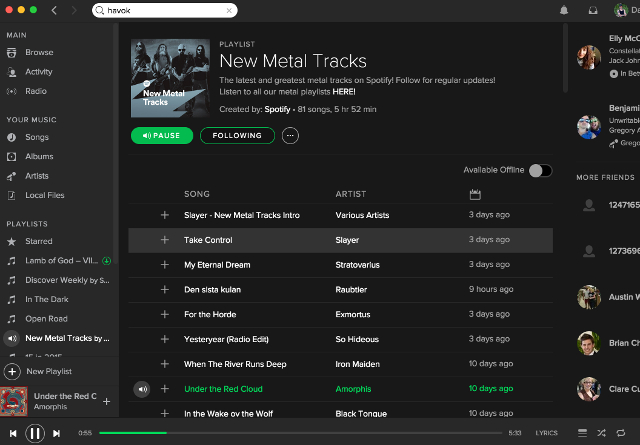 havok
De
MAIN
Browse
Activity
Radio
YOUR MUSIC
Songs
Albums
Artists
Local Files
PLAYLISTS
Starred
Lamb of God – VII...
Discover Weekly by S...
In The Dark
Open Road
New Metal Tracks by ...
15 in 2015
New Playlist
Under the Red C
Amorphis
New Metal
Tracks
PLAYLIST
New Metal Tracks
The latest and greatest metal tracks on Spotify! Follow for regular updates!
Listen to all our metal playlists HERE!
Created by: Spotify • 81 songs, 5 hr 52 min
PAUSE
FOLLOWING
Available Offline
SONG ARTIST
Slayer - New Metal Tracks Intro Various Artists 3 days ago
Take Control Slayer 3 days ago
My Eternal Dream Stratovarius 3 days ago
Den sista kulan Raubtier 9 hours ago
For the Horde Exmortus 3 days ago
Yesteryear (Radio Edit) So Hideous 3 days ago
When The River Runs Deep Iron Maiden 10 days ago
Under the Red Cloud Amorphis 10 days ago
In the Wake ov the Wolf Black Tongue 10 days ago
Elly McC
Constellat
Jack John
In Betw
Benjami
Unwritable
Gregory A
Grego
MORE FRIENDS
1247165
1273696
Austin W
Brian Ch
Clare Cu
0:55
5:33
LYRICS